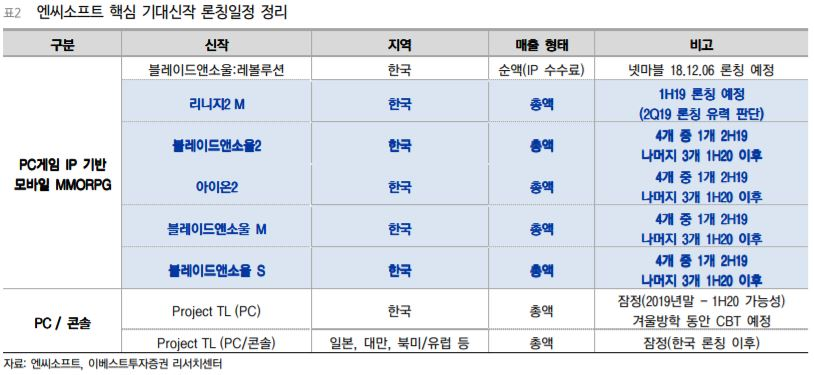 표2 엔씨소프트 핵심 기대신작 론칭일정 정리
구분 신작 지역 매출 형태 비고
PC게임 IP 기반
모바일 MMORPG
블레이드앤소울:레볼루션 한국 순액(IP 수수료) 넷마블 18.12.06 론칭 예정
리니지2 M 한국 총액 1H19 론칭 예정
(2Q19 론칭 유력 판단)
블레이드앤소울2 한국 총액 4개 중 1개 2H19
나머지 3개 1H20 이후
아이온2 한국 총액 4개 중 1개 2H19
나머지 3개 1H20 이후
블레이드앤소울 M 한국 총액 4개 중 1개 2H19
나머지 3개 1H20 이후
블레이드앤소울 S 한국 총액 4개 중 1개 2H19
나머지 3개 1H20 이후
PC / 콘솔
Project TL (PC) 한국 총액 잠정(2019년말 - 1H20 가능성)
겨울방학 동안 CBT 예정
Project TL (PC/콘솔) 일본, 대만, 북미/유럽 등 총액 잠정(한국 론칭 이후)
자료: 엔씨소프트, 이베스트투자증권 리서치센터